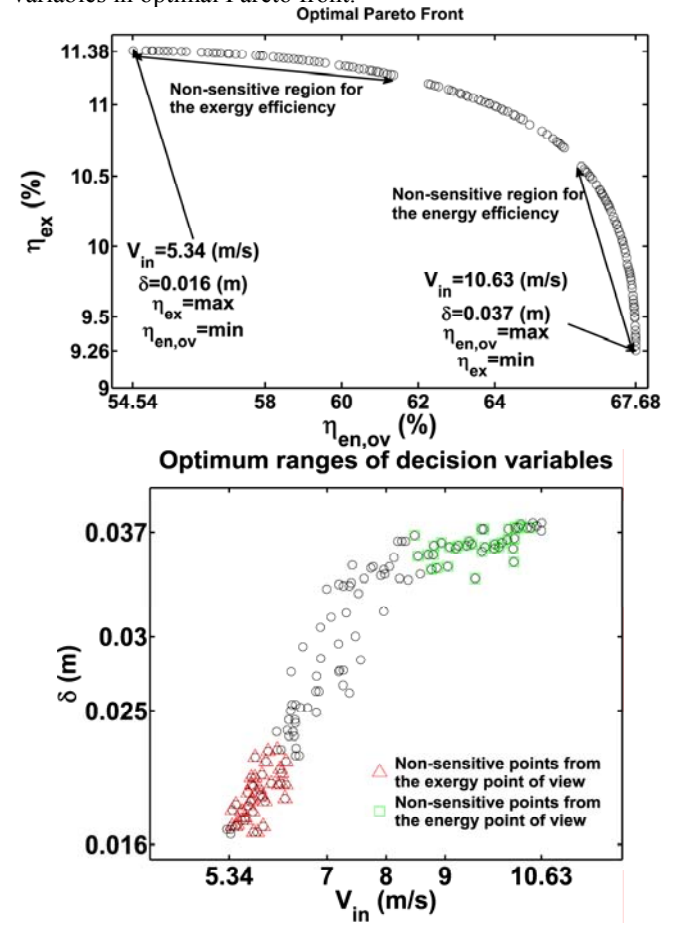 variables in optimal Pareto front.
Optimal Pareto Front
11.38
11
10.5
10
9.5
9.26
9
η_ex (%)
Non-sensitive region for
the exergy efficiency
Non-sensitive region for
the energy efficiency
V_in=5.34 (m/s)
δ=0.016 (m)
η_ex=max
η_en,ov=min
V_in=10.63 (m/s)
δ=0.037 (m)
η_en,ov=max
η_ex=min
54.54 58 60 62 64 67.68
η_en,ov (%)
Optimum ranges of decision variables
0.037
0.03
0.025
0.016
δ (m)
Non-sensitive points from
the exergy point of view
Non-sensitive points from
the energy point of view
5.34 7 8 9 10.63
V_in (m/s)